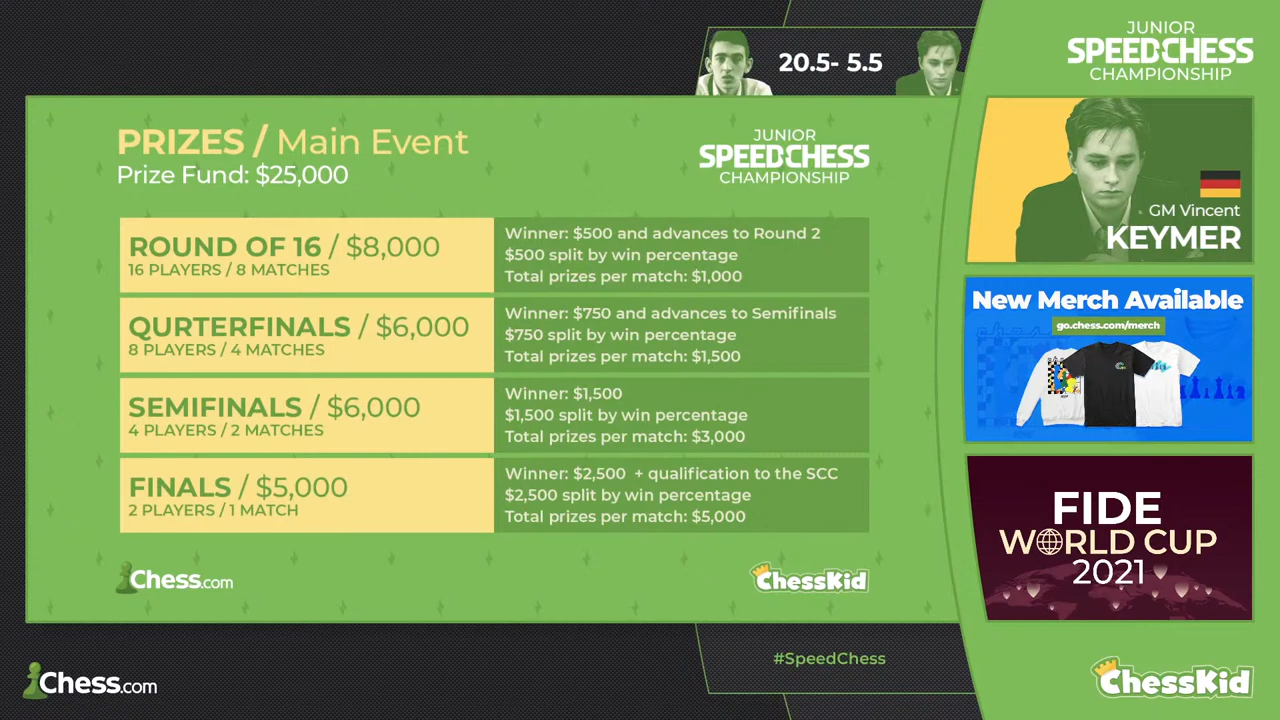 20.5- 5.5
JUNIOR
SPEEDCHESS
CHAMPIONSHIP
PRIZES / Main Event
Prize Fund: $25,000
JUNIOR
SPEEDCHESS
CHAMPIONSHIP
ROUND OF 16 / $8,000
16 PLAYERS / 8 MATCHES
Winner: $500 and advances to Round 2
$500 split by win percentage
Total prizes per match: $1,000
QURTERFINALS / $6,000
8 PLAYERS / 4 MATCHES
Winner: $750 and advances to Semifinals
$750 split by win percentage
Total prizes per match: $1,500
SEMIFINALS / $6,000
4 PLAYERS / 2 MATCHES
Winner: $1,500
$1,500 split by win percentage
Total prizes per match: $3,000
FINALS / $5,000
2 PLAYERS / 1 MATCH
Winner: $2,500 + qualification to the SCC
$2,500 split by win percentage
Total prizes per match: $5,000
Chess.com
ChessKid
GM Vincent
KEYMER
New Merch Available
go.chess.com/merch
FIDE
WORLD CUP
2021
#SpeedChess
Chess.com
ChessKid